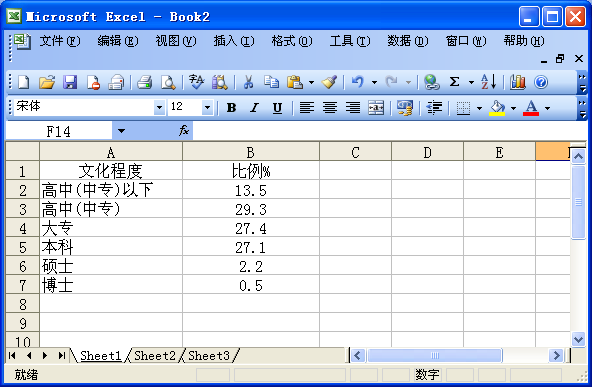 Microsoft Excel - Book2
文件(F) 编辑(E) 视图(V) 插入(I) 格式(O) 工具(T) 数据(D) 窗口(W) 帮助(H)
宋体 12 B I U A
F14 fx
A B C D E
1 文化程度 比例%
2 高中(中专)以下 13.5
3 高中(中专) 29.3
4 大专 27.4
5 本科 27.1
6 硕士 2.2
7 博士 0.5
8
9
10
Sheet1 Sheet2 Sheet3
就绪 数字